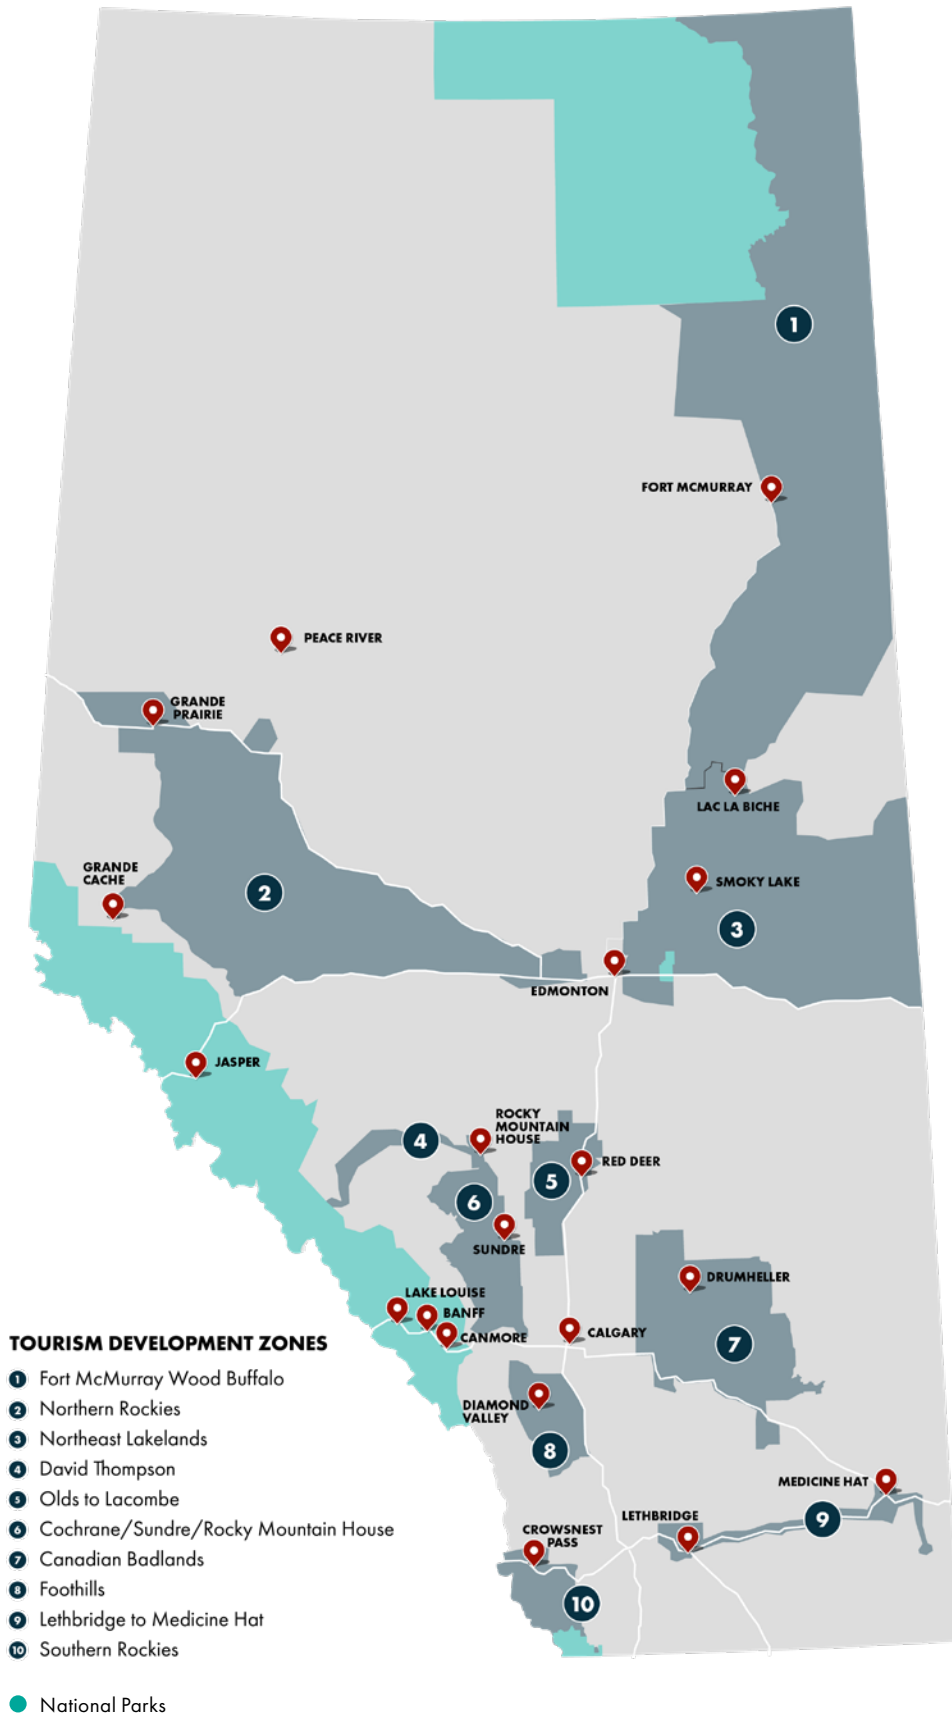 1
FORT MCMURRAY
PEACE RIVER
GRANDE
PRAIRIE
LAC LA BICHE
GRANDE
CACHE
2
SMOKY LAKE
3
EDMONTON
JASPER
ROCKY
MOUNTAIN
HOUSE
4
RED DEER
5
6
SUNDRE
DRUMHELLER
LAKE LOUISE
BANFF
CANMORE
CALGARY
7
DIAMOND
VALLEY
8
MEDICINE HAT
LETHBRIDGE
9
CROWSNEST
PASS
10
TOURISM DEVELOPMENT ZONES
1 Fort McMurray Wood Buffalo
2 Northern Rockies
3 Northeast Lakelands
4 David Thompson
5 Olds to Lacombe
6 Cochrane/Sundre/Rocky Mountain House
7 Canadian Badlands
8 Foothills
9 Lethbridge to Medicine Hat
10 Southern Rockies
National Parks